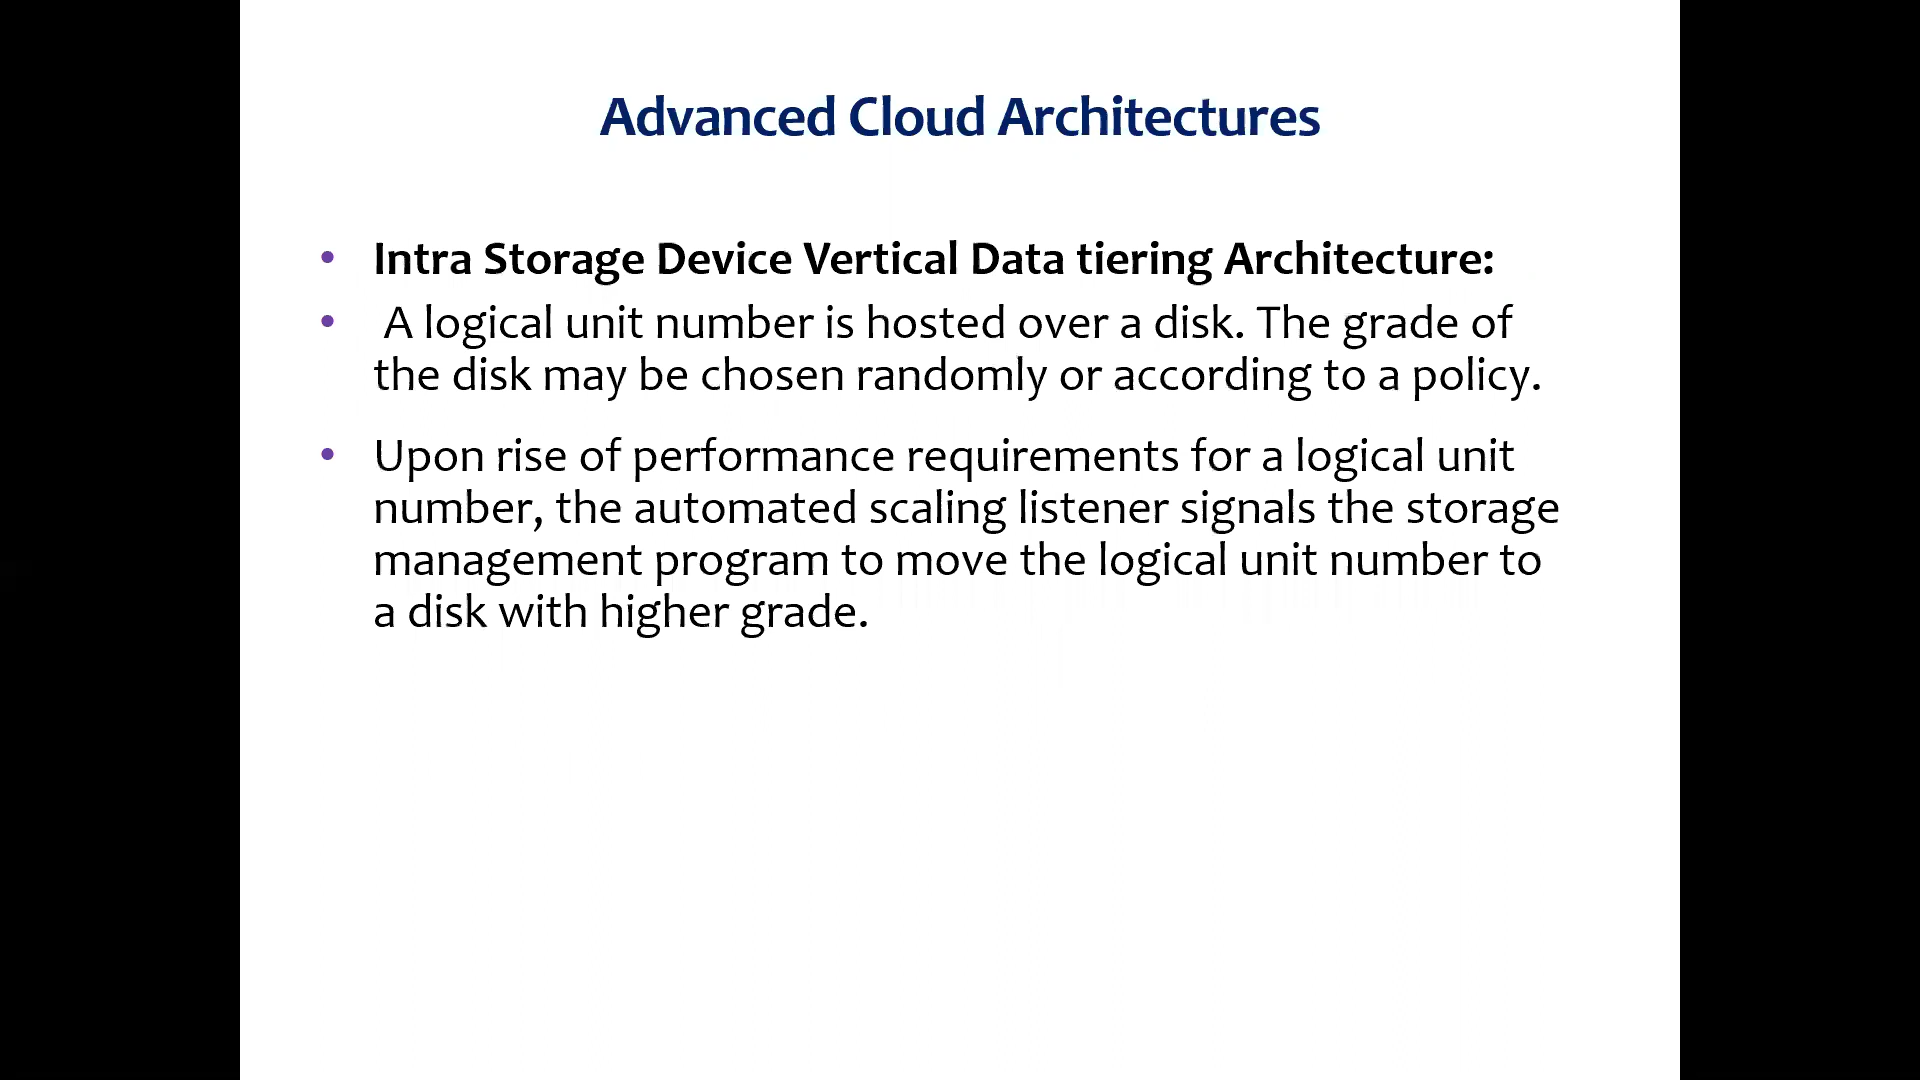 Advanced Cloud Architectures
• Intra Storage Device Vertical Data tiering Architecture:
• A logical unit number is hosted over a disk. The grade of
the disk may be chosen randomly or according to a policy.
• Upon rise of performance requirements for a logical unit
number, the automated scaling listener signals the storage
management program to move the logical unit number to
a disk with higher grade.